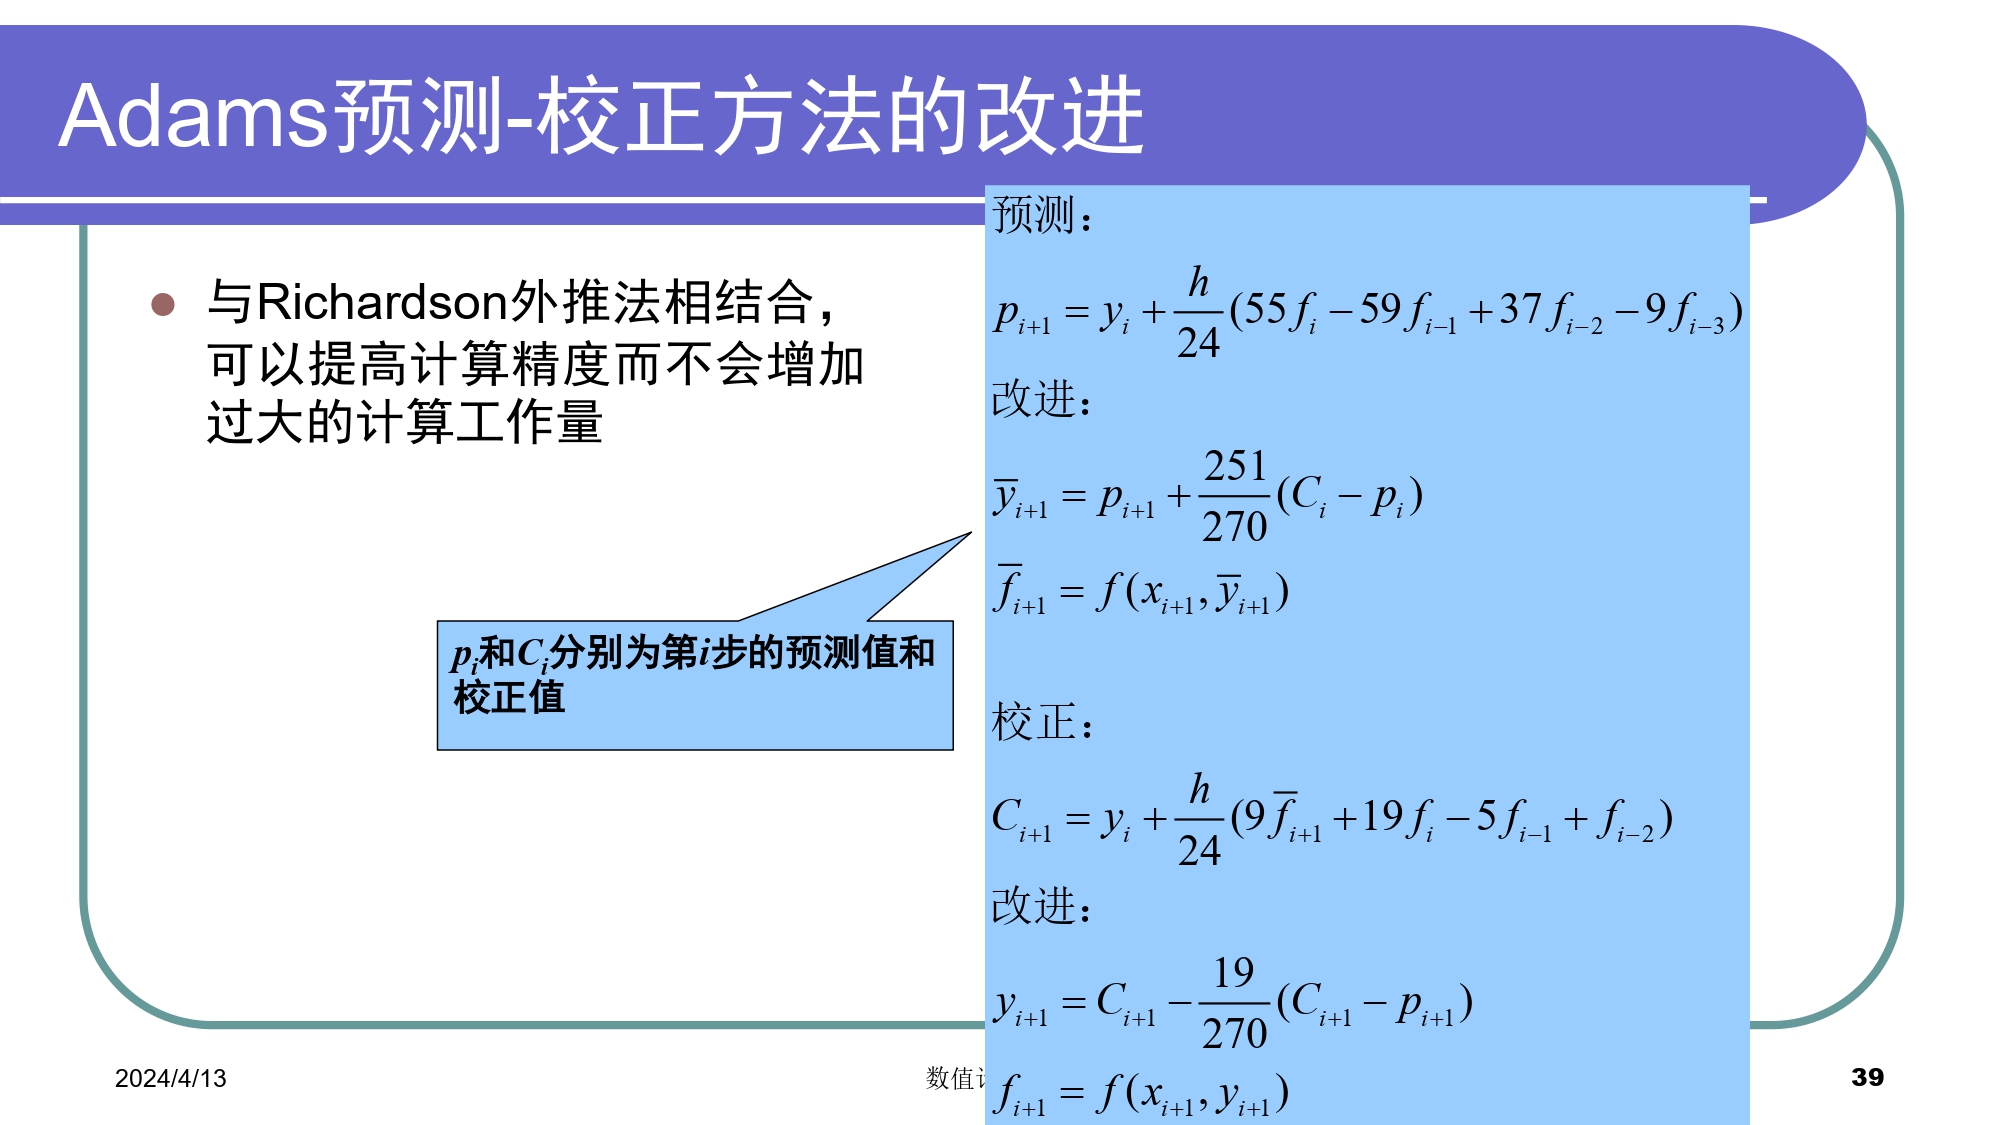 Adams预测-校正方法的改进
与Richardson外推法相结合，
可以提高计算精度而不会增加
过大的计算工作量
p_i和C_i分别为第i步的预测值和
校正值
预测：
p_{i+1} = y_i + \frac{h}{24}(55f_i − 59f_{i−1} + 37f_{i−2} − 9f_{i−3})
改进：
\overline{y}_{i+1} = p_{i+1} + \frac{251}{270}(C_i − p_i)
\overline{f}_{i+1} = f(x_{i+1}, \overline{y}_{i+1})
校正：
C_{i+1} = y_i + \frac{h}{24}(9\overline{f}_{i+1} + 19f_i − 5f_{i−1} + f_{i−2})
改进：
y_{i+1} = C_{i+1} − \frac{19}{270}(C_{i+1} − p_{i+1})
f_{i+1} = f(x_{i+1}, y_{i+1})
2024/4/13
数值
39